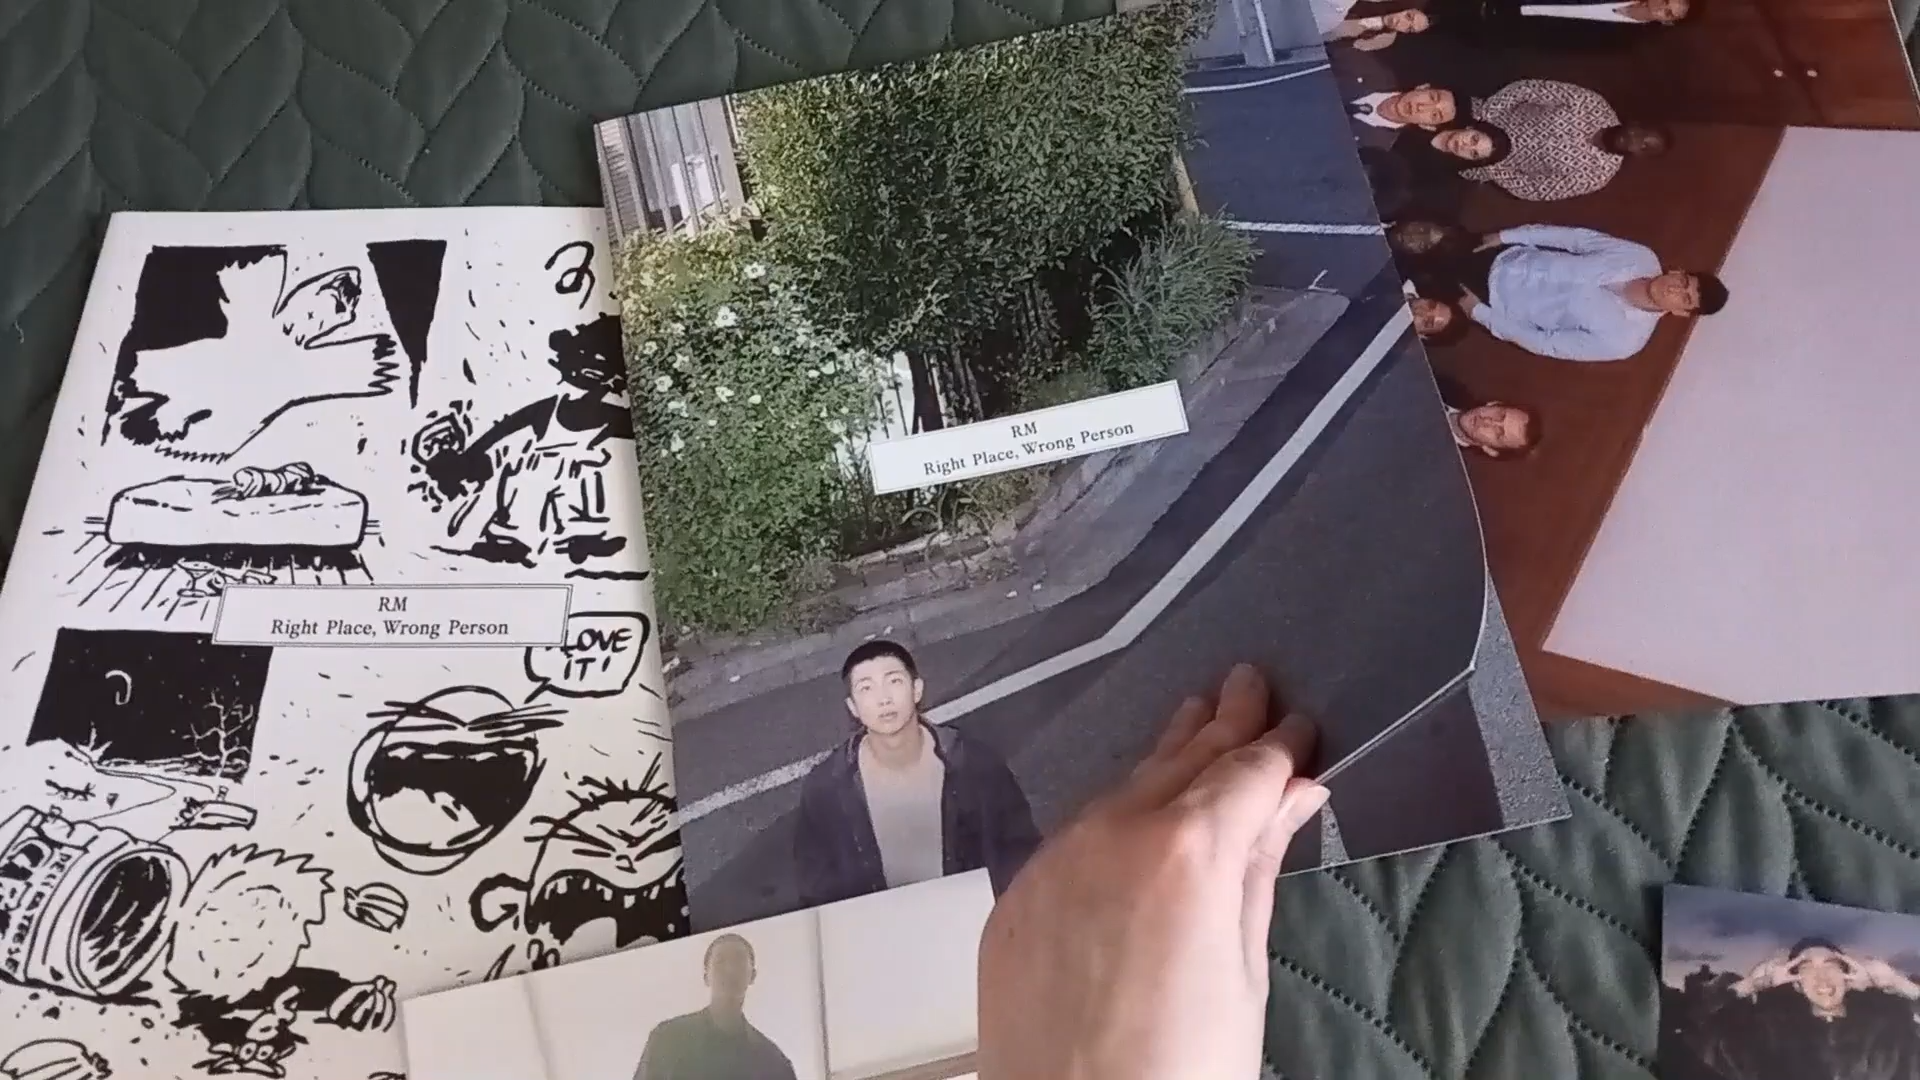 RM
Right Place, Wrong Person
LOVE
IT!
RM
Right Place, Wrong Person